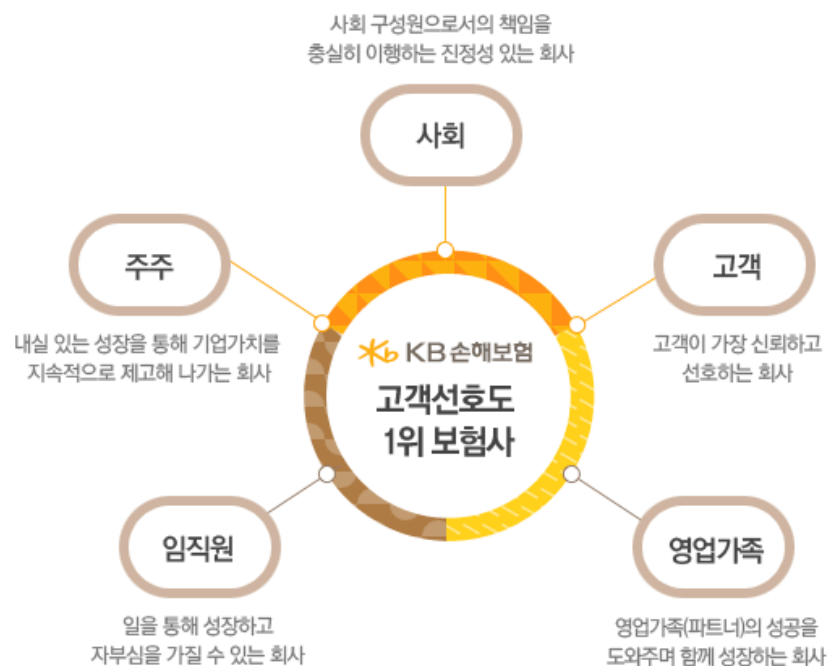 사회 구성원으로서의 책임을
충실히 이행하는 진정성 있는 회사
사회
주주
내실 있는 성장을 통해 기업가치를
지속적으로 제고해 나가는 회사
고객
고객이 가장 신뢰하고
선호하는 회사
KB 손해보험
고객선호도
1위 보험사
임직원
일을 통해 성장하고
자부심을 가질 수 있는 회사
영업가족
영업가족(파트너)의 성공을
도와주며 함께 성장하는 회사